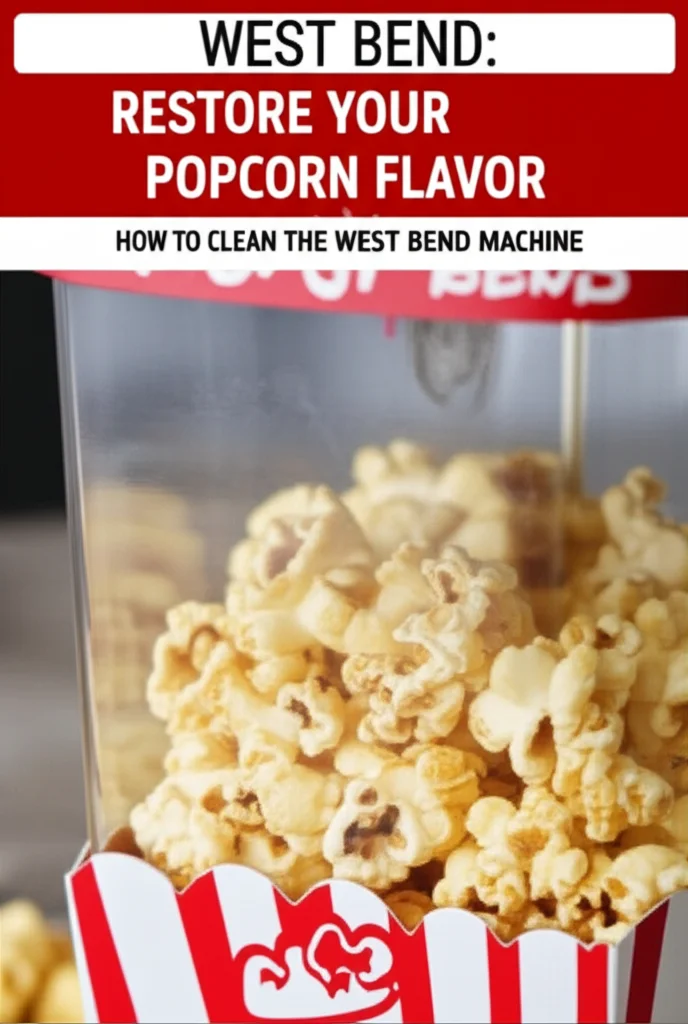 WEST BEND:
RESTORE YOUR
POPCORN FLAVOR
HOW TO CLEAN THE WEST BEND MACHINE